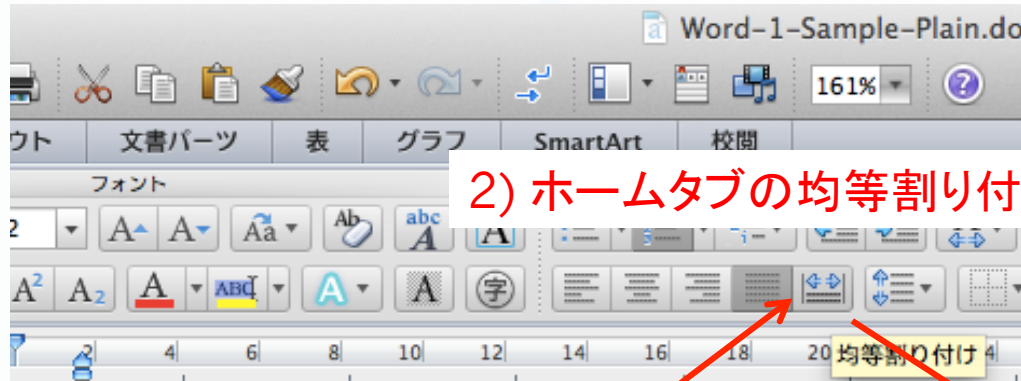 Word-1-Sample-Plain.do
161%
ウト 文書パーツ 表 グラフ SmartArt 校閲
フォント
2) ホームタブの均等割り付
2 A A Aa Ab abc A A
A² A₂ A ABC A A 字
2 4 6 8 10 12 14 16 18 20 4
均等割り付け